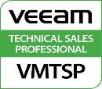 veeAM
TECHNICAL SALES
PROFESSIONAL
VMTSP